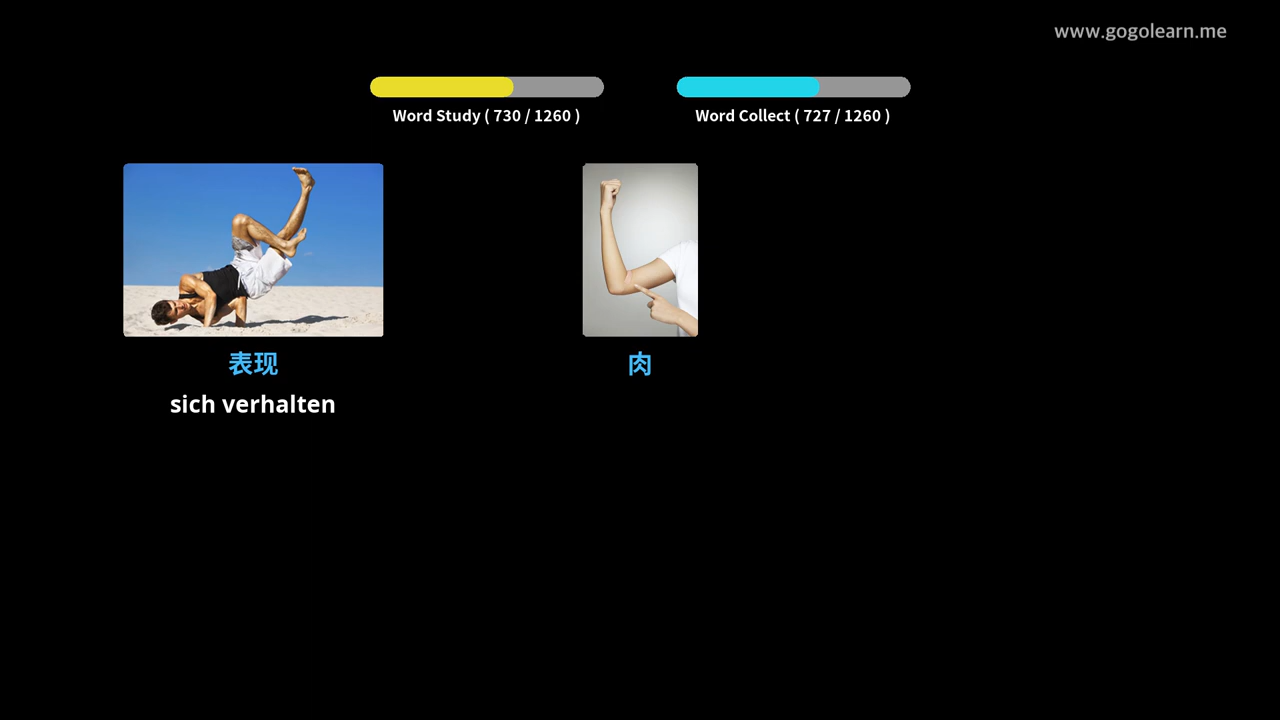 www.gogolearn.me
Word Study ( 730 / 1260 )
Word Collect ( 727 / 1260 )
表现
肉
sich verhalten